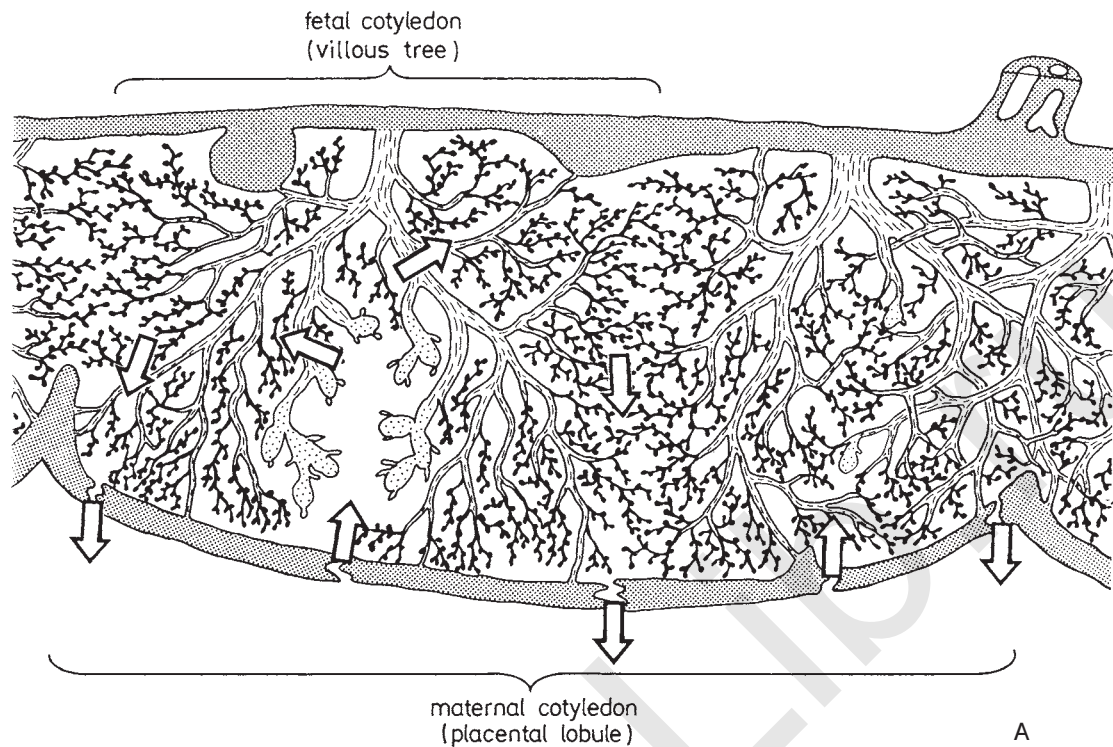 fetal cotyledon
(villous tree)
maternal cotyledon
(placental lobule)
A